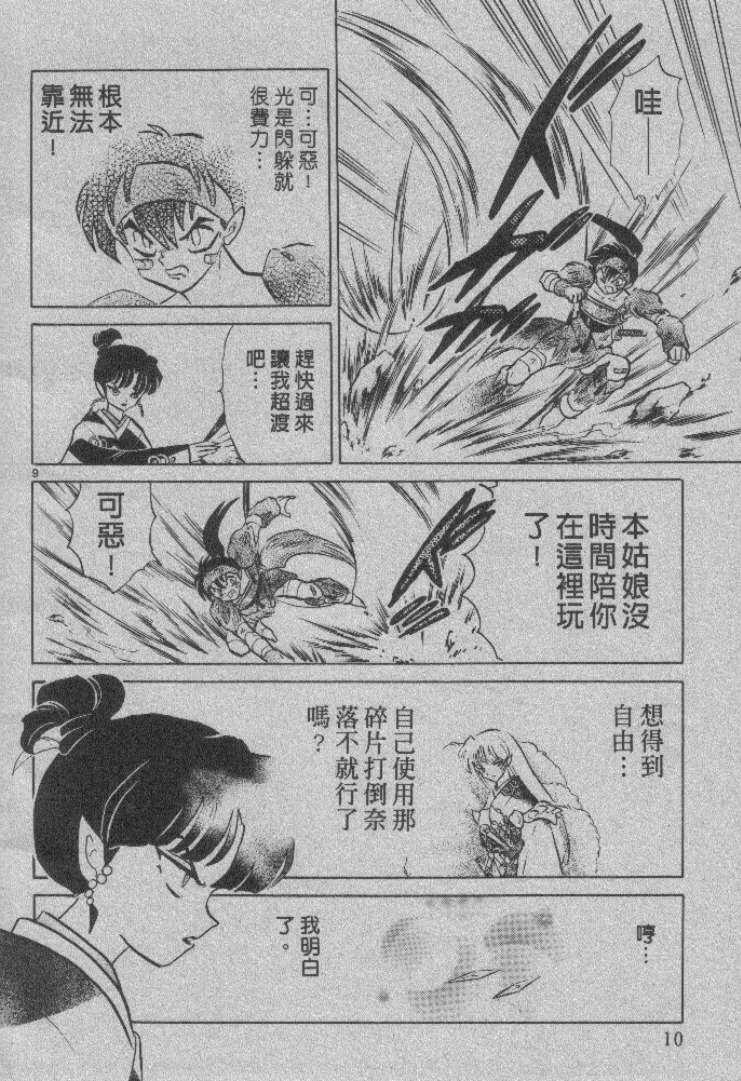 哇——
可…可惡！
光是閃躲就
很費力…
根本
無法
靠近！
趕快過來
讓我超渡
吧…
9
本姑娘沒
時間陪你
在這裡玩
了！
可惡！
想得到
自由…
自己使用那
碎片打倒奈
落不就行了
嗎？
哼…
我明白
了。
10